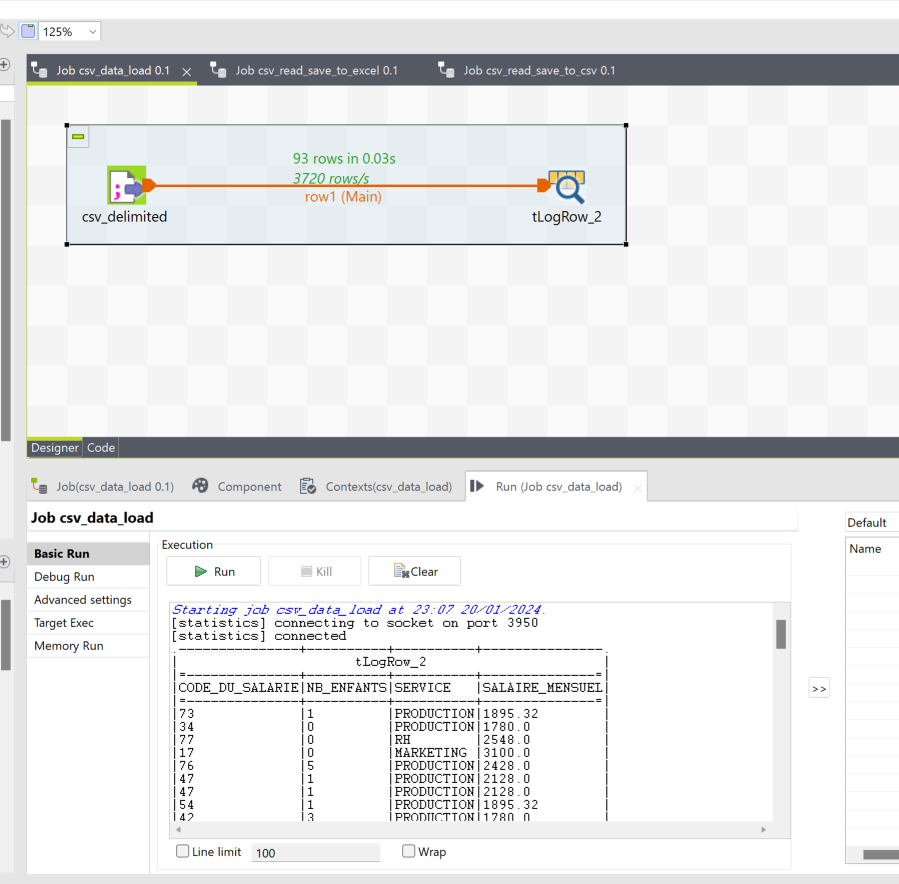 125%
Job csv_data_load 0.1
Job csv_read_save_to_excel 0.1
Job csv_read_save_to_csv 0.1
93 rows in 0.03s
3720 rows/s
row1 (Main)
csv_delimited
tLogRow_2
Designer
Code
Job(csv_data_load 0.1)
Component
Contexts(csv_data_load)
Run (Job csv_data_load)
Job csv_data_load
Default
Name
Basic Run
Debug Run
Advanced settings
Target Exec
Memory Run
Execution
Run
Kill
Clear
Starting job csv_data_load at 23:07 20/01/2024.
[statistics] connecting to socket on port 3950
[statistics] connected
.---------------+----------+----------+---------------.
| tLogRow_2 |
|=--------------+----------+----------+--------------=|
|CODE_DU_SALARIE|NB_ENFANTS|SERVICE |SALAIRE_MENSUEL|
|=--------------+----------+----------+--------------=|
|73 |1 |PRODUCTION|1895.32 |
|34 |0 |PRODUCTION|1780.0 |
|77 |0 |RH |2548.0 |
|17 |0 |MARKETING |3100.0 |
|76 |5 |PRODUCTION|2428.0 |
|47 |1 |PRODUCTION|2128.0 |
|47 |1 |PRODUCTION|2128.0 |
|54 |1 |PRODUCTION|1895.32 |
|42 |3 |PRODUCTION|1780.0 |
>>
Line limit
100
Wrap